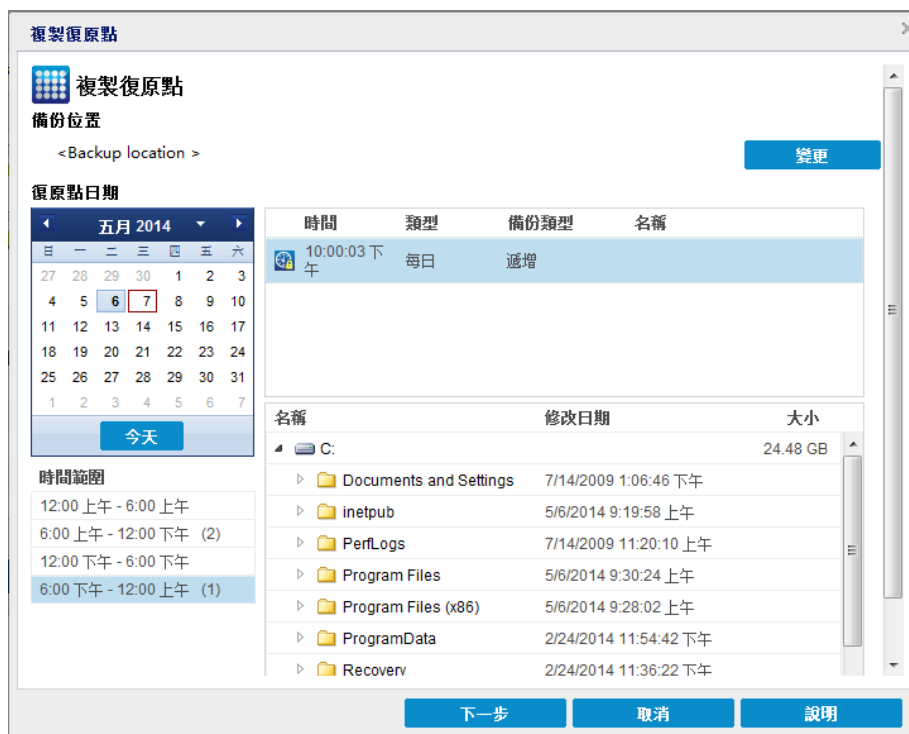 複製復原點
複製復原點
備份位置
<Backup location >
變更
復原點日期
五月 2014
日 一 二 三 四 五 六
27 28 29 30 1 2 3
4 5 6 7 8 9 10
11 12 13 14 15 16 17
18 19 20 21 22 23 24
25 26 27 28 29 30 31
1 2 3 4 5 6 7
今天
時間範圍
12:00 上午 - 6:00 上午
6:00 上午 - 12:00 下午 (2)
12:00 下午 - 6:00 下午
6:00 下午 - 12:00 上午 (1)
時間 類型 備份類型 名稱
10:00:03 下午 每日 遞增
名稱 修改日期 大小
C: 24.48 GB
Documents and Settings 7/14/2009 1:06:46 下午
inetpub 5/6/2014 9:19:58 上午
PerfLogs 7/14/2009 11:20:10 上午
Program Files 5/6/2014 9:30:24 上午
Program Files (x86) 5/6/2014 9:28:02 上午
ProgramData 2/24/2014 11:54:42 下午
Recovery 2/24/2014 11:36:22 下午
下一步 取消 說明